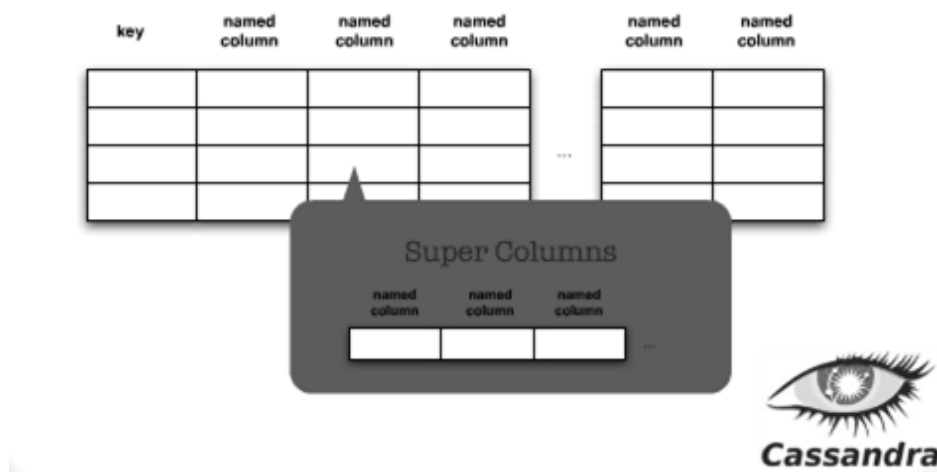 key named column named column named column named column named column
...
Super Columns
named column named column named column
...
Cassandra